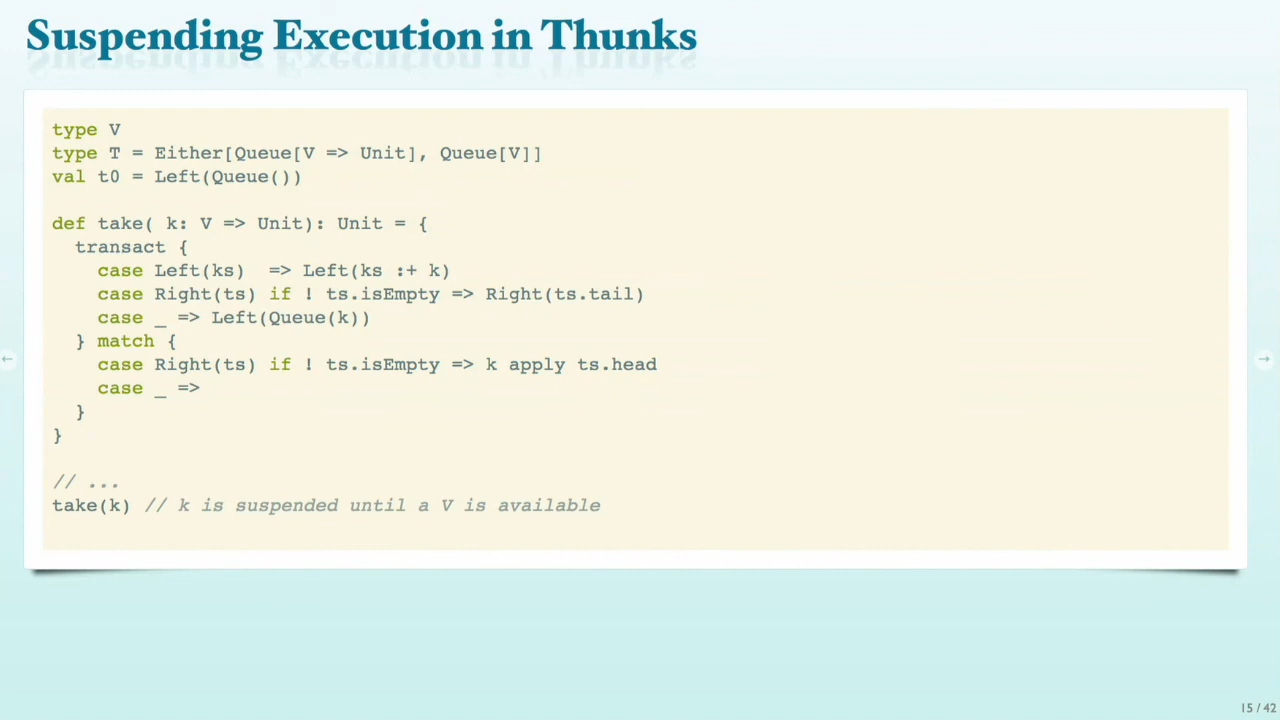 Suspending Execution in Thunks
type V
type T = Either[Queue[V => Unit], Queue[V]]
val t0 = Left(Queue())
def take( k: V => Unit): Unit = {
transact {
case Left(ks)  => Left(ks :+ k)
case Right(ts) if ! ts.isEmpty => Right(ts.tail)
case _ => Left(Queue(k))
} match {
case Right(ts) if ! ts.isEmpty => k apply ts.head
case _ =>
}
}
// ...
take(k) // k is suspended until a V is available
←
→
15 / 42